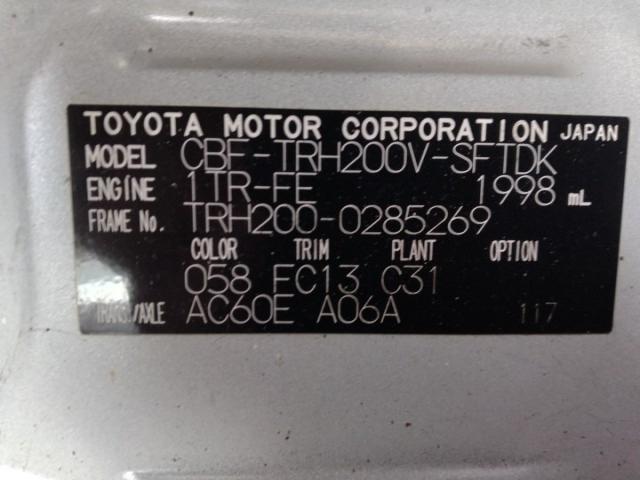 TOYOTA MOTOR CORPORATION JAPAN
MODEL CBF-TRH200V-SFTDK
ENGINE 1TR-FE 1998 mL
FRAME No. TRH200-0285269
COLOR TRIM PLANT OPTION
058 FC13 C31
TRANS./AXLE AC60E A06A 117